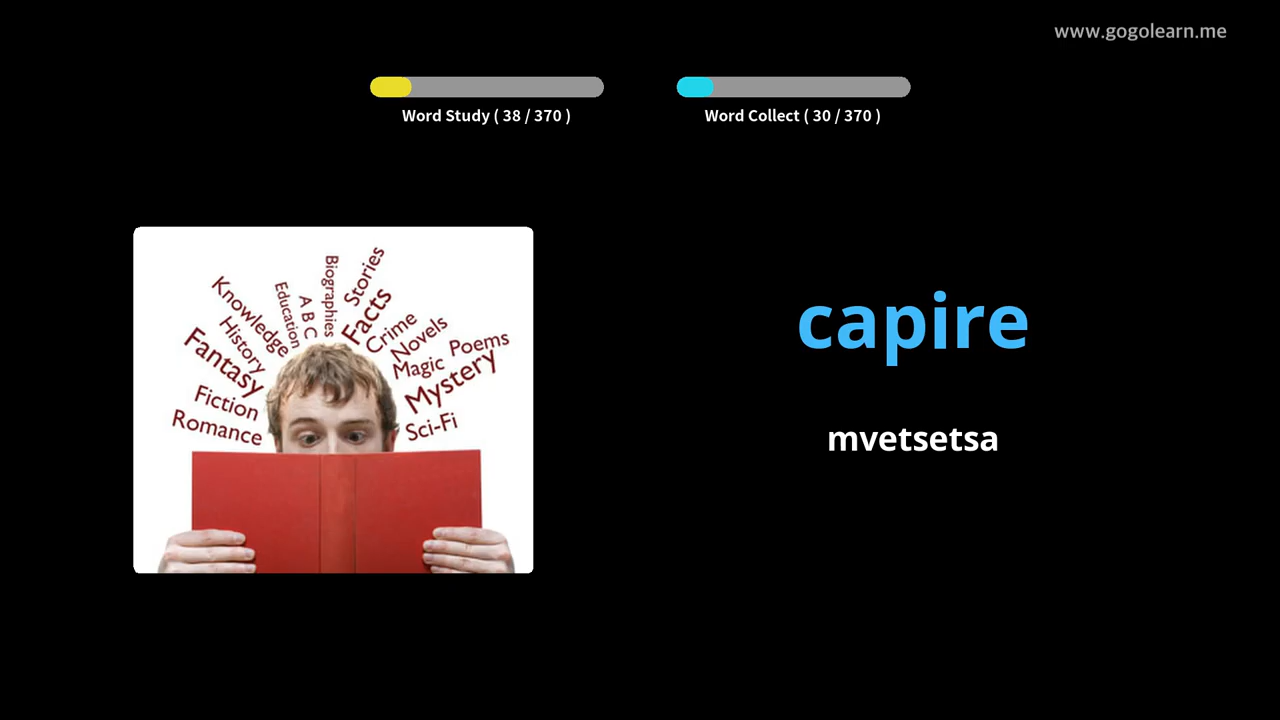 www.gogolearn.me
Word Study ( 38 / 370 )
Word Collect ( 30 / 370 )
capire
mvetsetsa
Knowledge
Education
A B C
Biographies
Stories
Facts
Crime
Novels
Poems
Magic
Mystery
Sci-Fi
History
Fantasy
Fiction
Romance